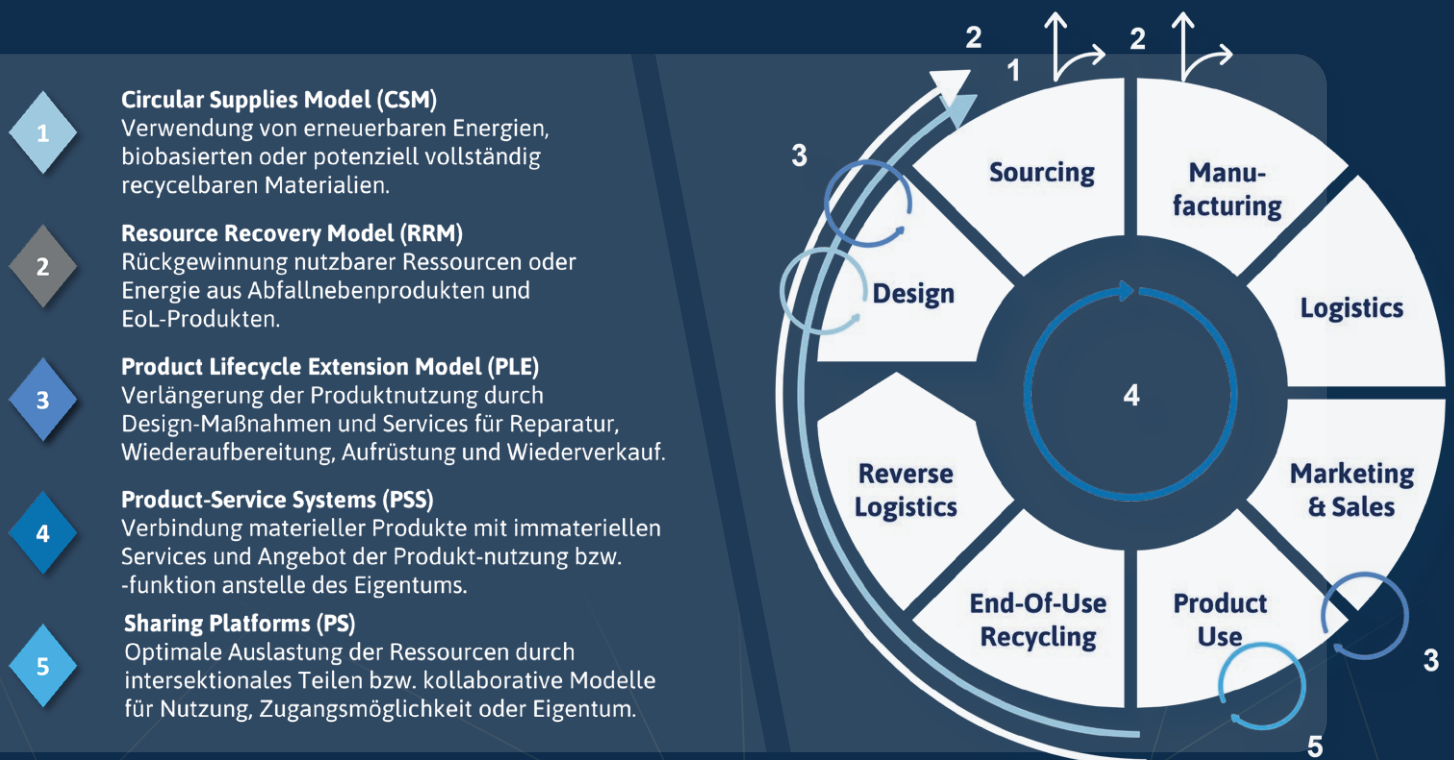 1
Circular Supplies Model (CSM)
Verwendung von erneuerbaren Energien,
biobasierten oder potenziell vollständig
recycelbaren Materialien.
2
Resource Recovery Model (RRM)
Rückgewinnung nutzbarer Ressourcen oder
Energie aus Abfallnebenprodukten und
EoL-Produkten.
3
Product Lifecycle Extension Model (PLE)
Verlängerung der Produktnutzung durch
Design-Maßnahmen und Services für Reparatur,
Wiederaufbereitung, Aufrüstung und Wiederverkauf.
4
Product-Service Systems (PSS)
Verbindung materieller Produkte mit immateriellen
Services und Angebot der Produkt-nutzung bzw.
-funktion anstelle des Eigentums.
5
Sharing Platforms (PS)
Optimale Auslastung der Ressourcen durch
intersektionales Teilen bzw. kollaborative Modelle
für Nutzung, Zugangsmöglichkeit oder Eigentum.
2
1
2
3
Sourcing
Manu-
facturing
Design
Logistics
4
Reverse
Logistics
Marketing
& Sales
End-Of-Use
Recycling
Product
Use
3
5